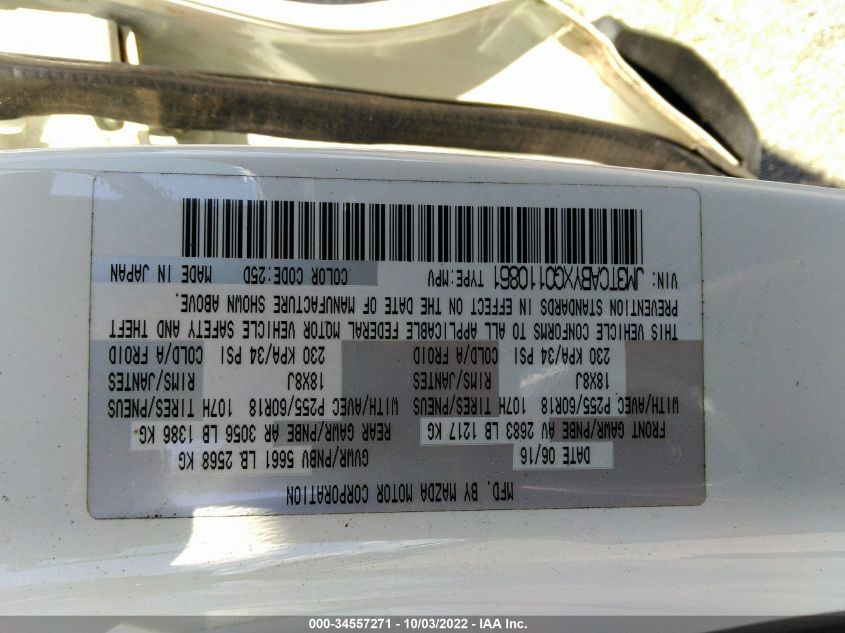 MFD. BY MAZDA MOTOR CORPORATION
DATE 06/16 GVWR/PNBV 5661 LB 2568 KG
FRONT GAWR/PNBE AV 2683 LB 1217 KG REAR GAWR/PNBE AR 3056 LB 1386 KG
WITH/AVEC P255/60R18 107H TIRES/PNEUS WITH/AVEC P255/60R18 107H TIRES/PNEUS
18X8J RIMS/JANTES 18X8J RIMS/JANTES
230 KPA/34 PSI COLD/A FROID 230 KPA/34 PSI COLD/A FROID
THIS VEHICLE CONFORMS TO ALL APPLICABLE FEDERAL MOTOR VEHICLE SAFETY AND THEFT
PREVENTION STANDARDS IN EFFECT ON THE DATE OF MANUFACTURE SHOWN ABOVE.
VIN: JM3TCABYXG0110861 TYPE:MPV COLOR CODE:25D MADE IN JAPAN
000-34557271 - 10/03/2022 - IAA Inc.